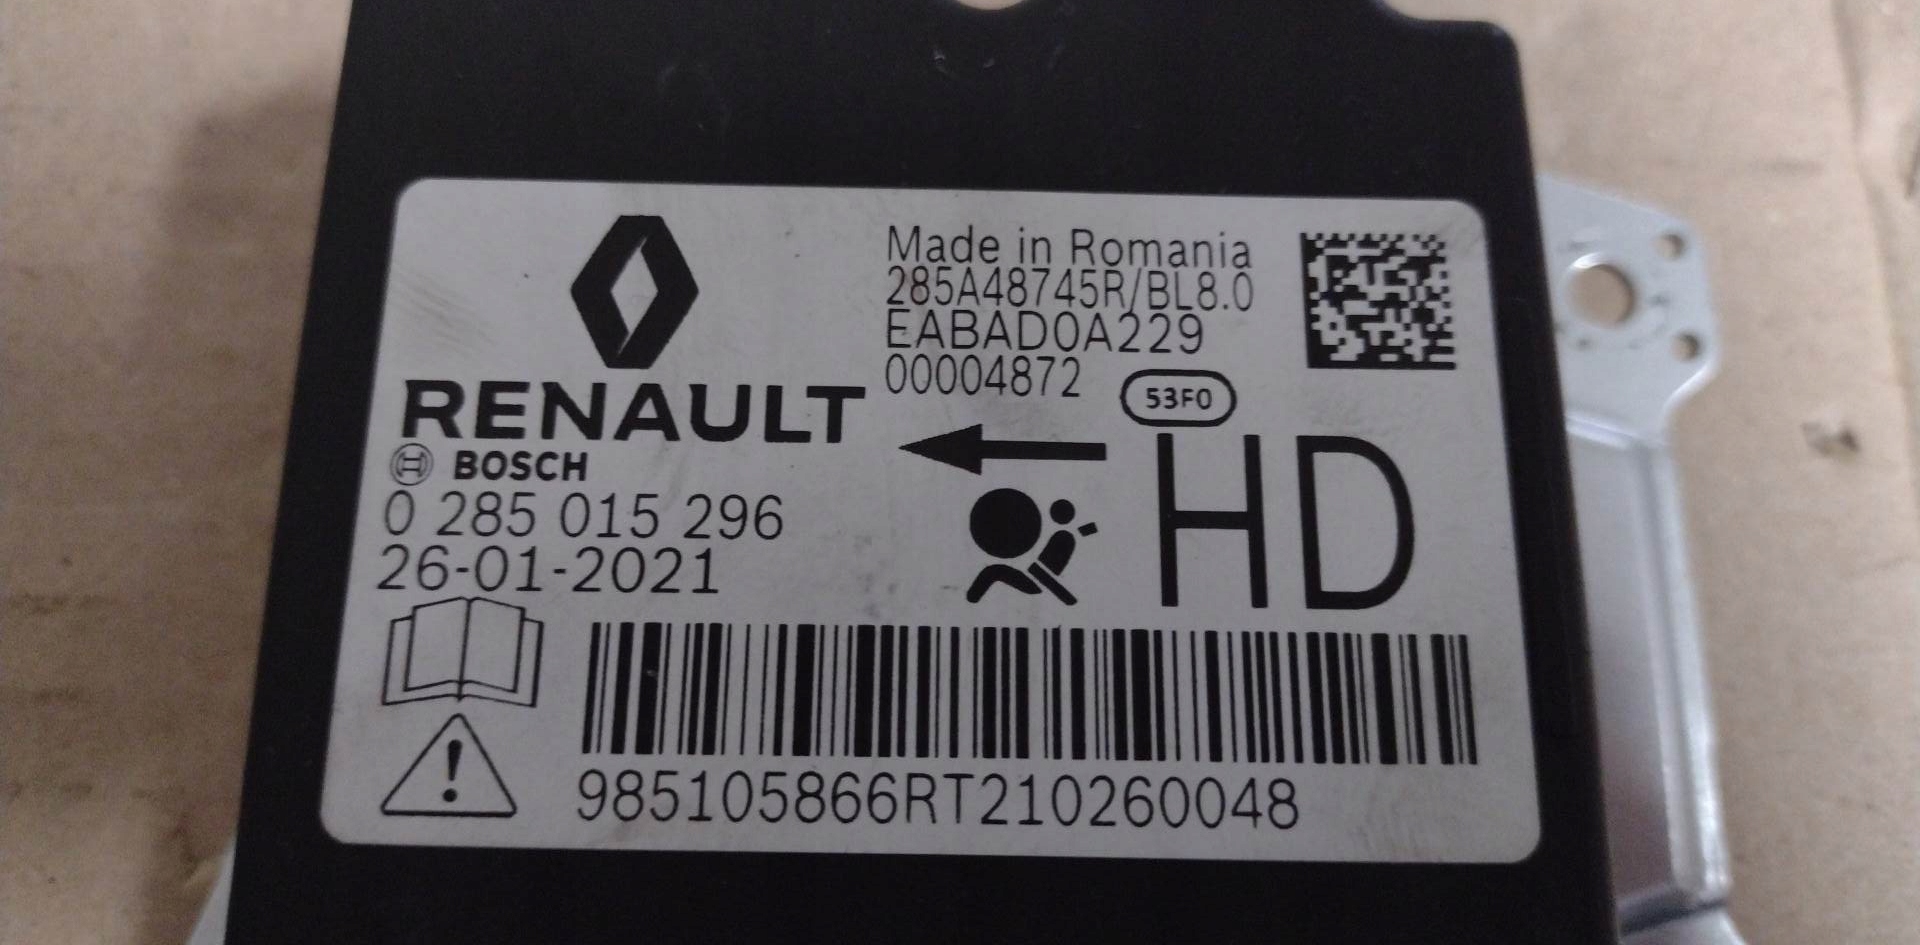 RENAULT
BOSCH
0 285 015 296
26-01-2021
Made in Romania
285A48745R/BL8.0
EABAD0A229
00004872
53F0
HD
985105866RT210260048